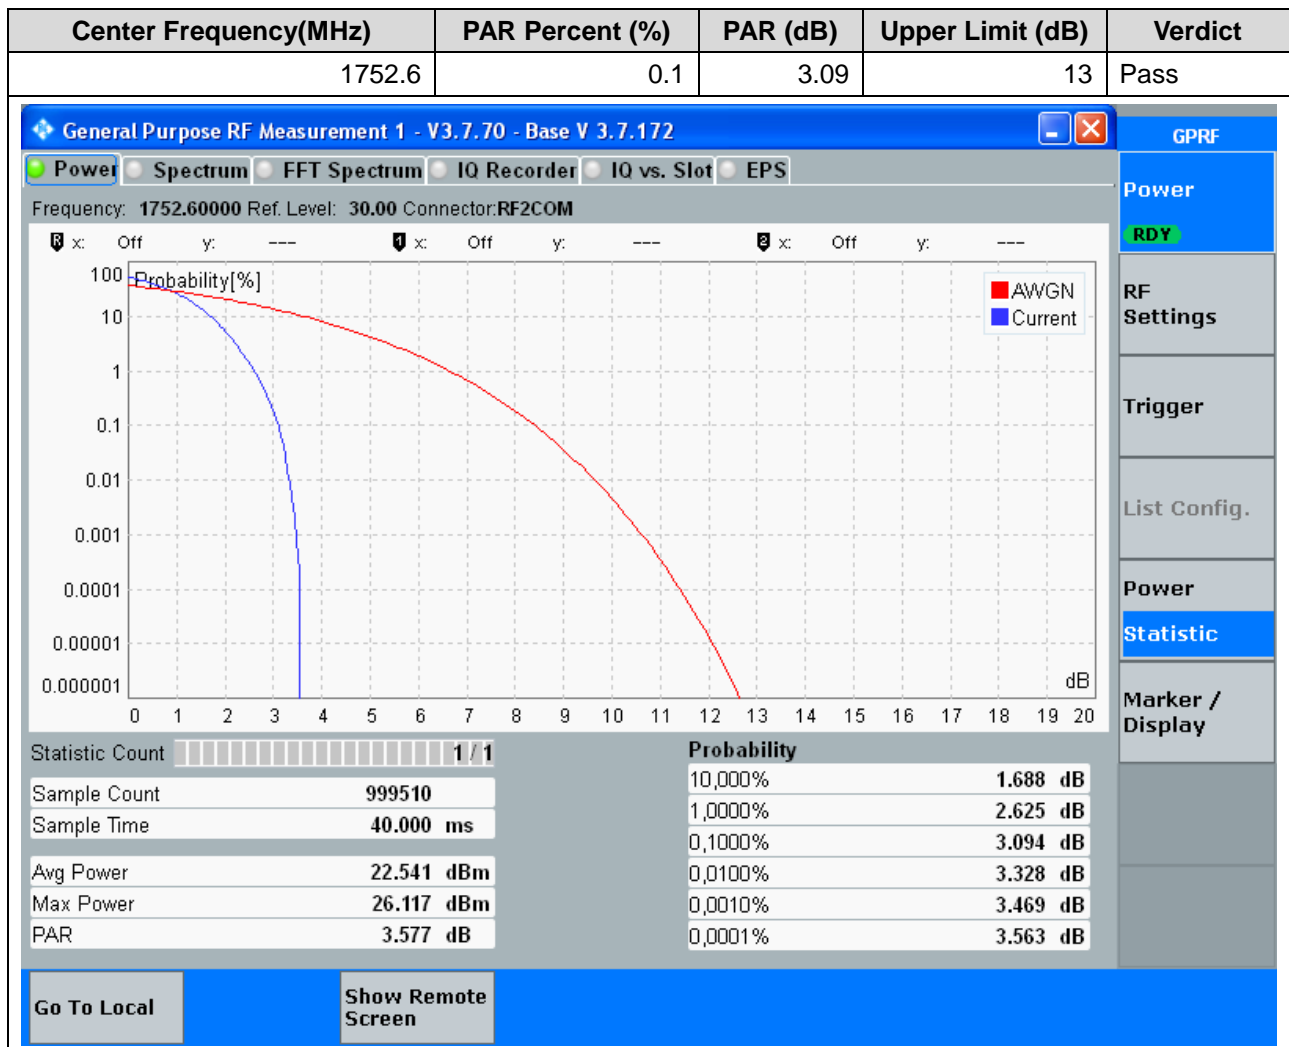 Center Frequency(MHz) PAR Percent (%) PAR (dB) Upper Limit (dB) Verdict
1752.6 0.1 3.09 13 Pass
General Purpose RF Measurement 1 - V3.7.70 - Base V 3.7.172
GPRF
Power Spectrum FFT Spectrum IQ Recorder IQ vs. Slot EPS
Power
RDY
Frequency: 1752.60000 Ref. Level: 30.00 Connector:RF2COM
R x: Off y: --- 1 x: Off y: --- 2 x: Off y: ---
Probability[%]
AWGN
Current
100
10
1
0.1
0.01
0.001
0.0001
0.00001
0.000001
dB
0 1 2 3 4 5 6 7 8 9 10 11 12 13 14 15 16 17 18 19 20
RF
Settings
Trigger
List Config.
Power
Statistic
Marker /
Display
Statistic Count 1 / 1
Sample Count 999510
Sample Time 40.000 ms
Avg Power 22.541 dBm
Max Power 26.117 dBm
PAR 3.577 dB
Probability
10,000% 1.688 dB
1,0000% 2.625 dB
0,1000% 3.094 dB
0,0100% 3.328 dB
0,0010% 3.469 dB
0,0001% 3.563 dB
Go To Local
Show Remote
Screen